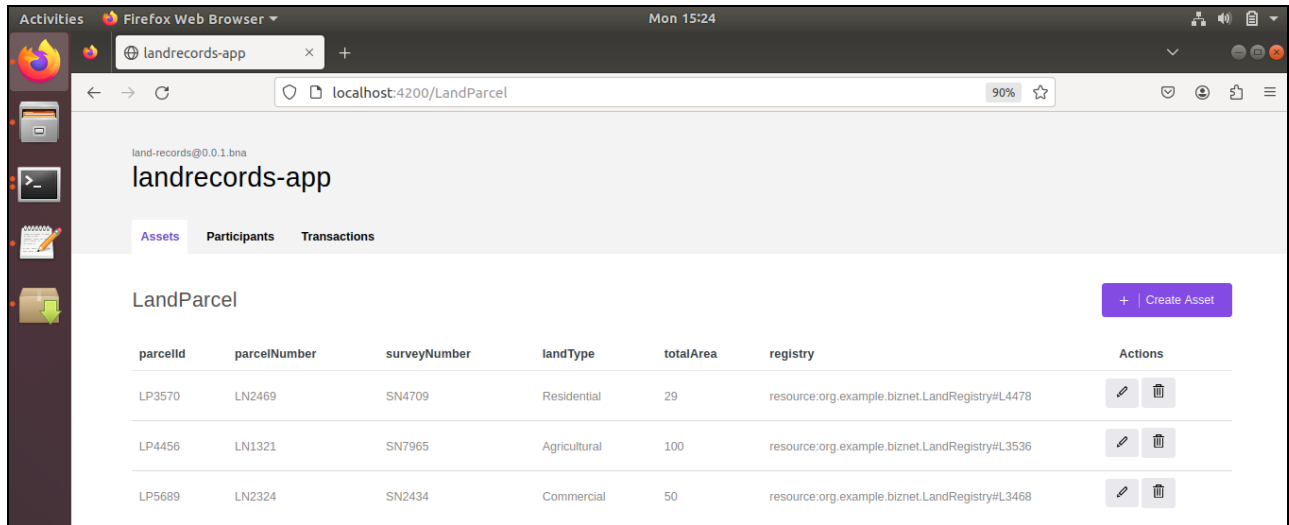 Activities Firefox Web Browser Mon 15:24
landrecords-app
localhost:4200/LandParcel 90%
land-records@0.0.1.bna
landrecords-app
Assets Participants Transactions
LandParcel + | Create Asset
parcelId parcelNumber surveyNumber landType totalArea registry Actions
LP3570 LN2469 SN4709 Residential 29 resource:org.example.biznet.LandRegistry#L4478
LP4456 LN1321 SN7965 Agricultural 100 resource:org.example.biznet.LandRegistry#L3536
LP5689 LN2324 SN2434 Commercial 50 resource:org.example.biznet.LandRegistry#L3468